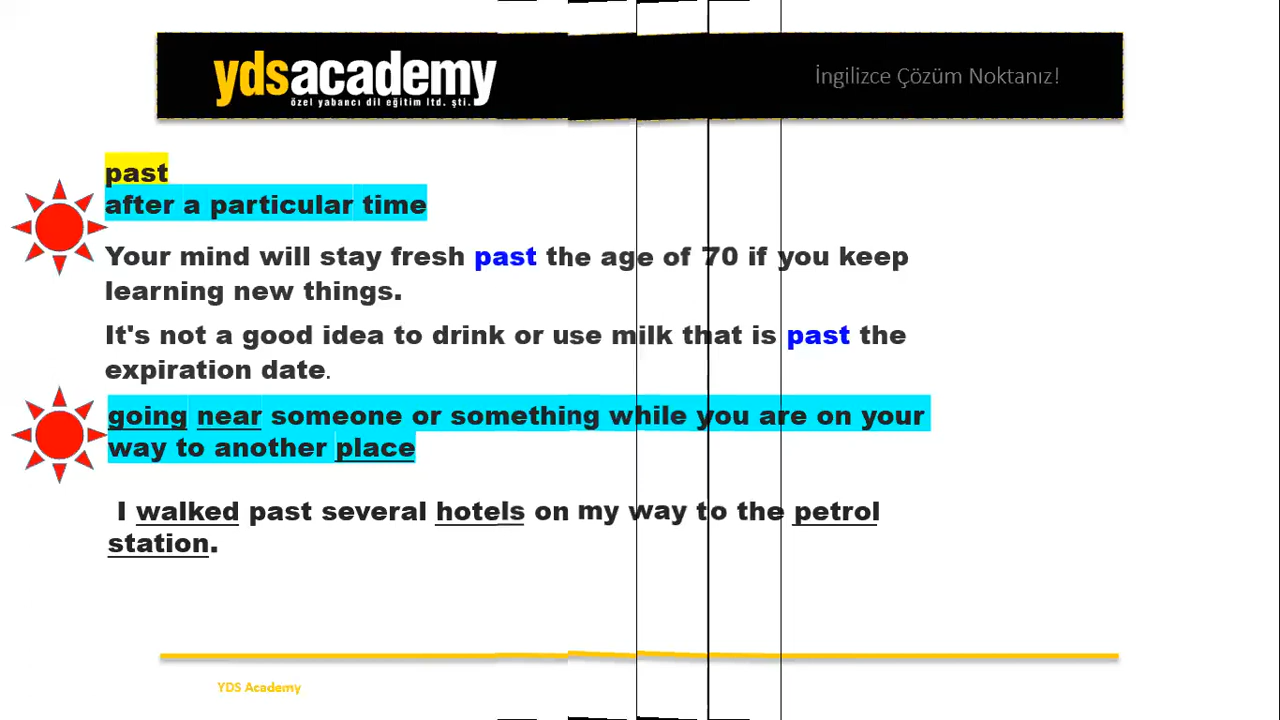 ydsacademy
özel yabancı dil eğitim ltd. şti.
İngilizce Çözüm Noktanız!
past
after a particular time
Your mind will stay fresh past the age of 70 if you keep
learning new things.
It's not a good idea to drink or use milk that is past the
expiration date.
going near someone or something while you are on your
way to another place
I walked past several hotels on my way to the petrol
station.
YDS Academy